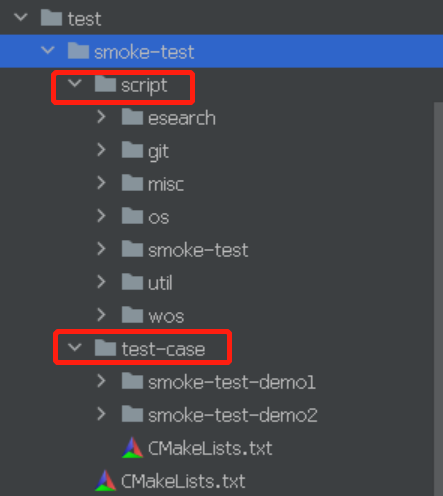 test
smoke-test
script
esearch
git
misc
os
smoke-test
util
wos
test-case
smoke-test-demo1
smoke-test-demo2
CMakeLists.txt
CMakeLists.txt